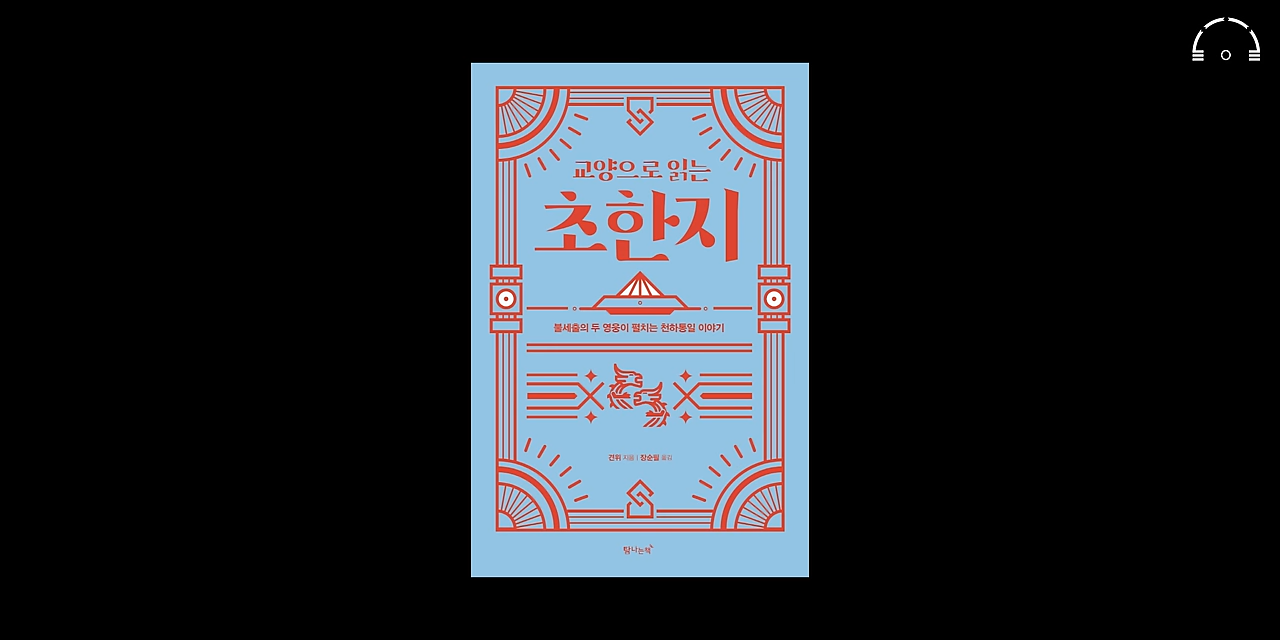 교양으로 읽는
초한지
불세출의 두 영웅이 펼치는 천하통일 이야기
견위 지음 | 장순필 옮김
탐나는책